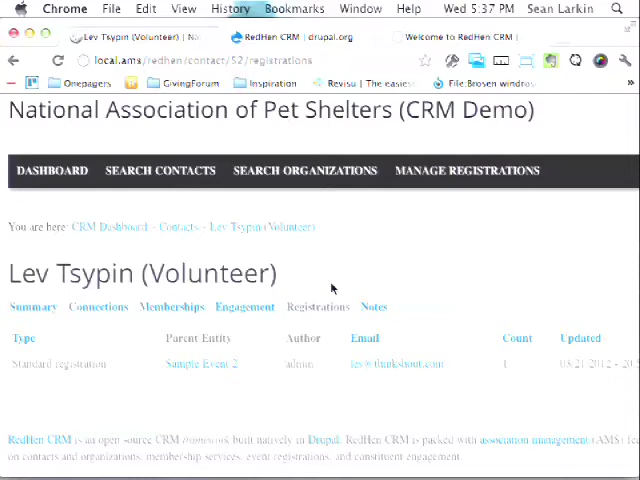 Chrome File Edit View History Bookmarks Window Help Wed 5:37 PM Sean Larkin
Lev Tsypin (Volunteer) | Na RedHen CRM | drupal.org Welcome to RedHen CRM |
local.ams/redhen/contact/52/registrations
Onepagers GivingForum Inspiration Revisu | The easies File:Broken windros »
National Association of Pet Shelters (CRM Demo)
DASHBOARD SEARCH CONTACTS SEARCH ORGANIZATIONS MANAGE REGISTRATIONS
You are here: CRM Dashboard » Contacts » Lev Tsypin (Volunteer)
Lev Tsypin (Volunteer)
Summary Connections Memberships Engagement Registrations Notes
Type Parent Entity Author Email Count Updated
Standard registration Sample Event 2 admin lev@thinkshout.com 1 08/21/2012 - 20:5
RedHen CRM is an open source CRM framework built natively in Drupal. RedHen CRM is packed with association management (AMS) fe
on contacts and organizations, membership services, event registrations, and constituent engagement.